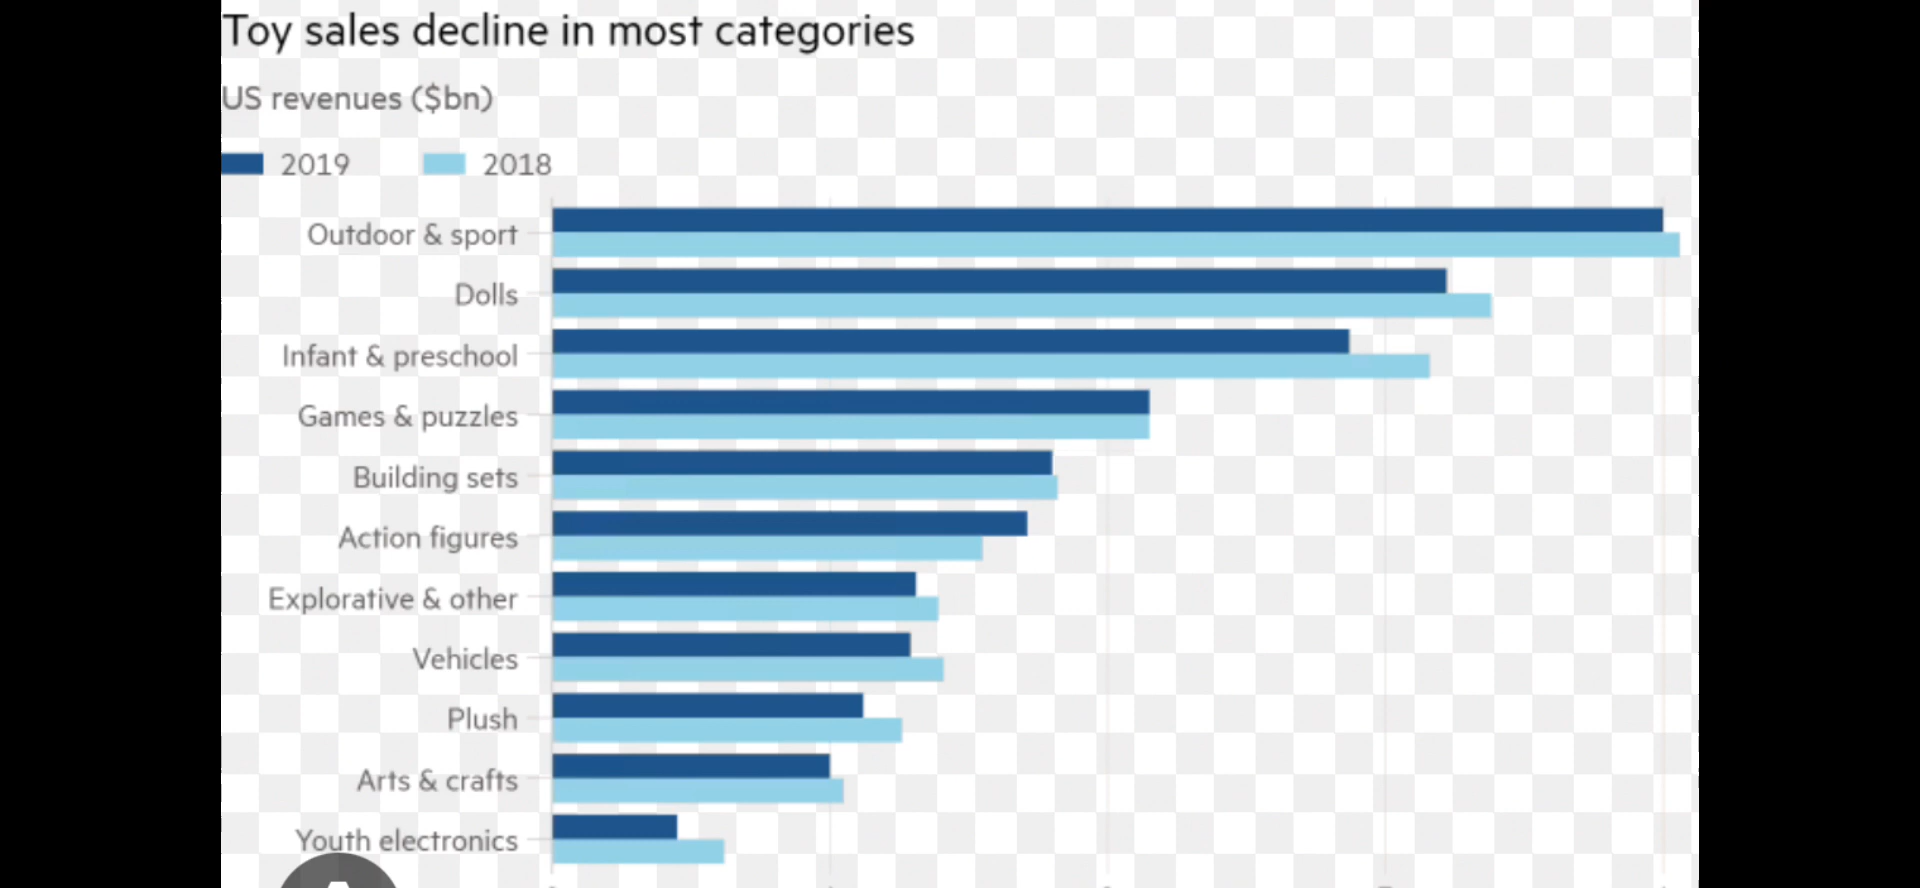 Toy sales decline in most categories
US revenues ($bn)
2019 2018
Outdoor & sport
Dolls
Infant & preschool
Games & puzzles
Building sets
Action figures
Explorative & other
Vehicles
Plush
Arts & crafts
Youth electronics